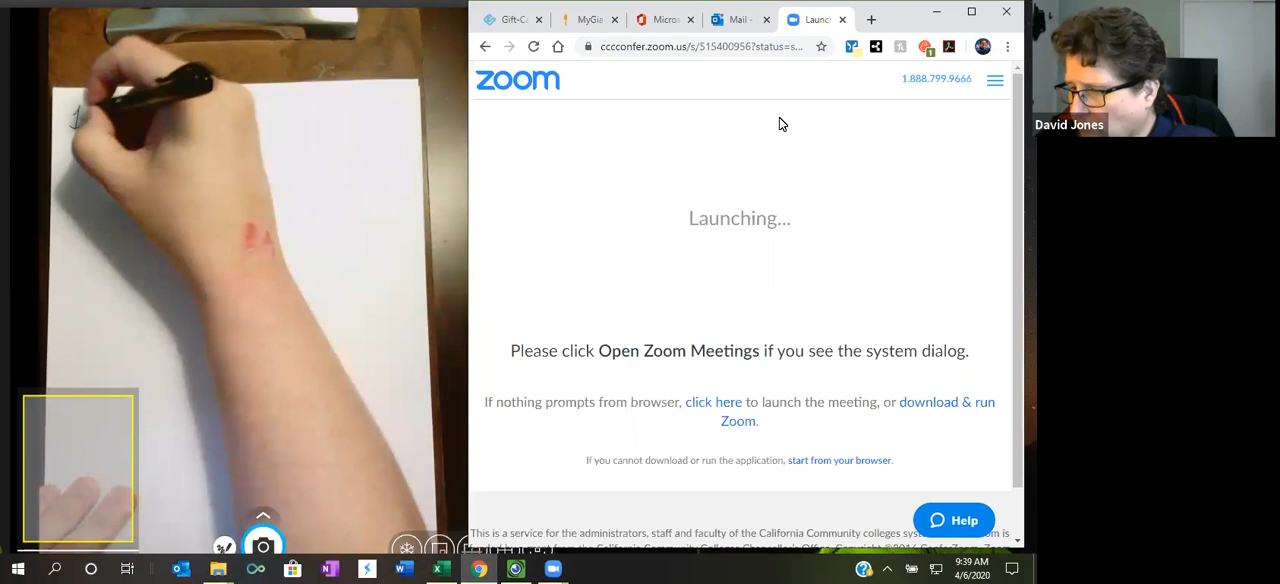 Gift-Ca
MyGia
Micros
Mail -
Launch
cccconfer.zoom.us/s/515400956?status=s...
zoom
1.888.799.9666
David Jones
Launching...
Please click Open Zoom Meetings if you see the system dialog.
If nothing prompts from browser, click here to launch the meeting, or download & run
Zoom.
If you cannot download or run the application, start from your browser.
Help
This is a service for the administrators, staff and faculty of the California Community colleges
9:39 AM
4/6/2020